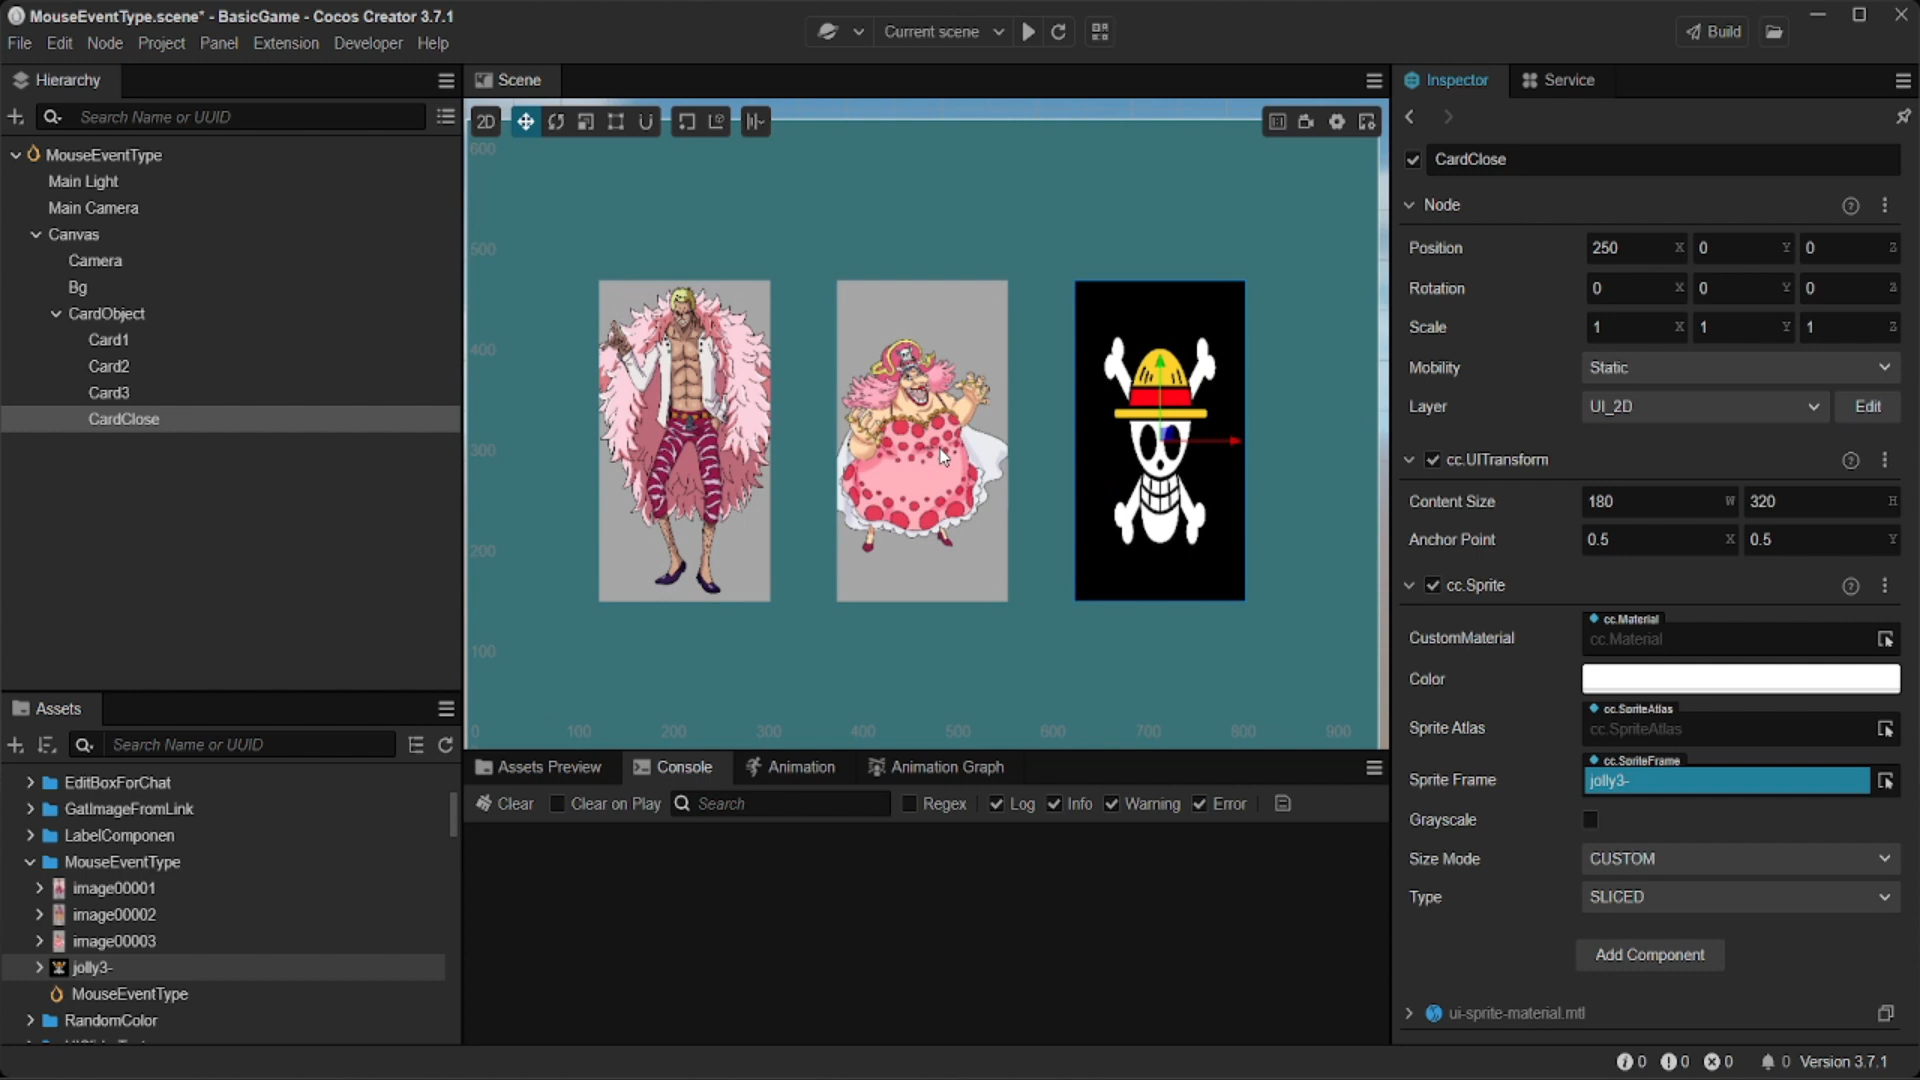 MouseEventType.scene* - BasicGame - Cocos Creator 3.7.1
File Edit Node Project Panel Extension Developer Help
Current scene
Build
Hierarchy
Search Name or UUID
MouseEventType
Main Light
Main Camera
Canvas
Camera
Bg
CardObject
Card1
Card2
Card3
CardClose
Scene
2D
600
500
400
300
200
100
0 100 200 300 400 500 600 700 800 900
Assets
Search Name or UUID
EditBoxForChat
GatImageFromLink
LabelComponen
MouseEventType
image00001
image00002
image00003
jolly3-
MouseEventType
RandomColor
Assets Preview Console Animation Animation Graph
Clear Clear on Play Search Regex Log Info Warning Error
Inspector Service
CardClose
Node
Position 250 X 0 Y 0 Z
Rotation 0 X 0 Y 0 Z
Scale 1 X 1 Y 1 Z
Mobility Static
Layer UI_2D Edit
cc.UITransform
Content Size 180 W 320 H
Anchor Point 0.5 X 0.5 Y
cc.Sprite
cc.Material
CustomMaterial cc.Material
Color
cc.SpriteAtlas
Sprite Atlas cc.SpriteAtlas
cc.SpriteFrame
Sprite Frame jolly3-
Grayscale
Size Mode CUSTOM
Type SLICED
Add Component
ui-sprite-material.mtl
0 0 0 0 Version 3.7.1